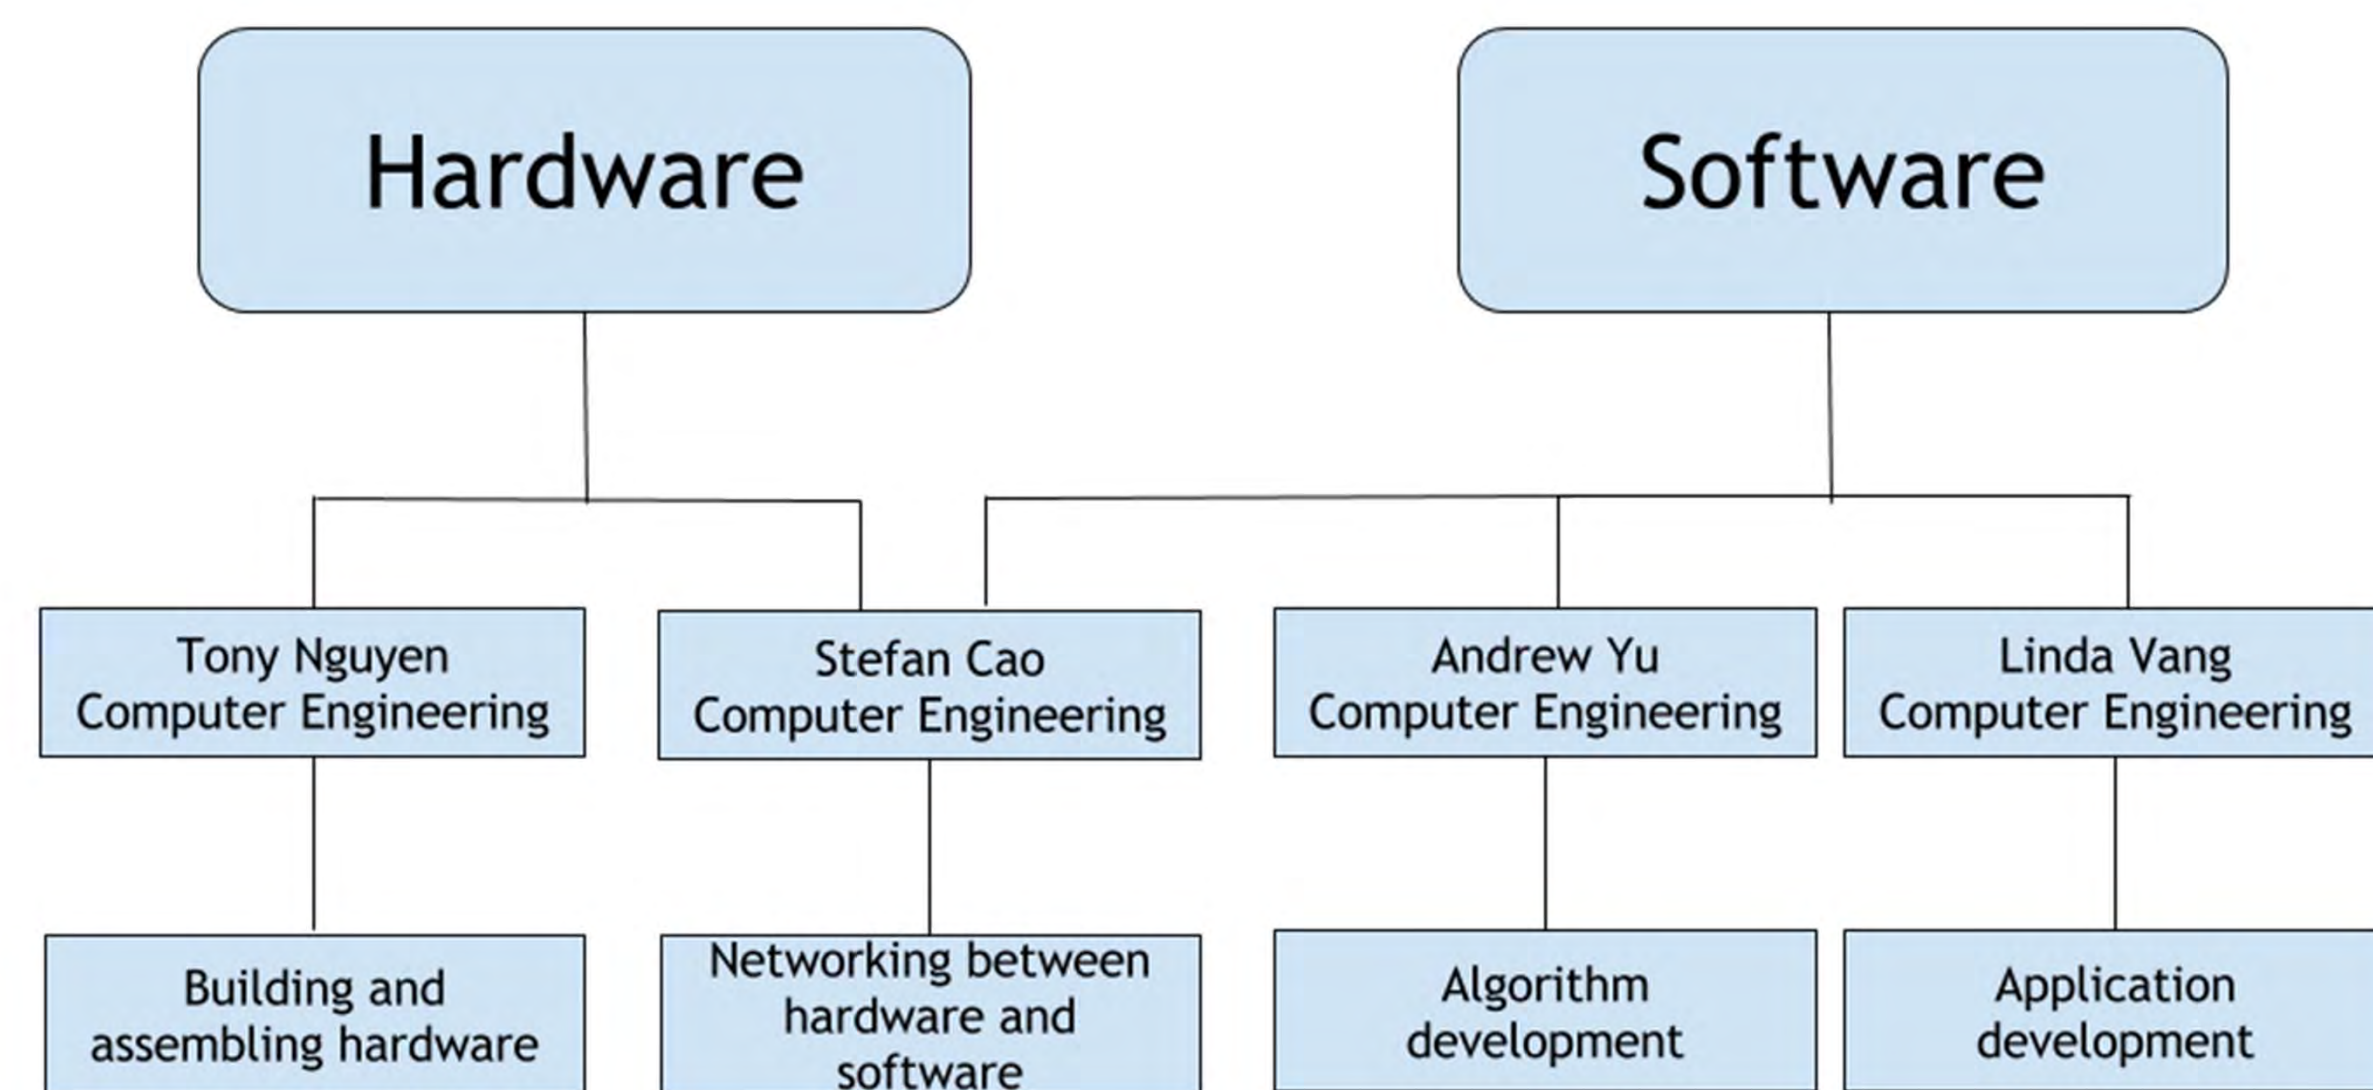 Hardware
Software
Tony Nguyen
Computer Engineering
Stefan Cao
Computer Engineering
Andrew Yu
Computer Engineering
Linda Vang
Computer Engineering
Building and
assembling hardware
Networking between
hardware and
software
Algorithm
development
Application
development